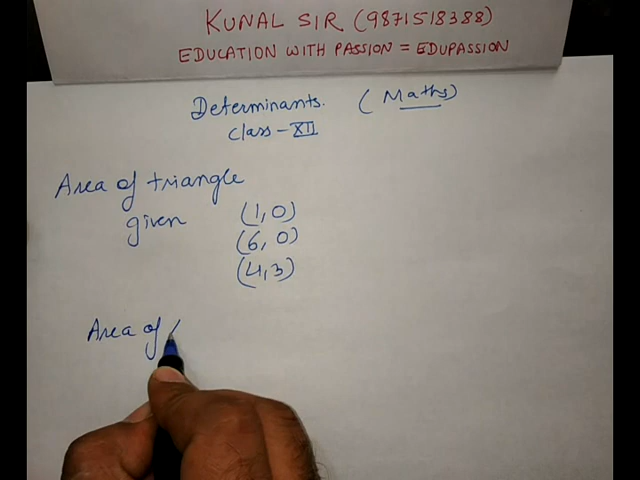 KUNAL SIR (9871518388)
EDUCATION WITH PASSION = EDUPASSION
Determinants. (Maths)
Class - XII
Area of triangle
given (1, 0)
(6, 0)
(4, 3)
Area of